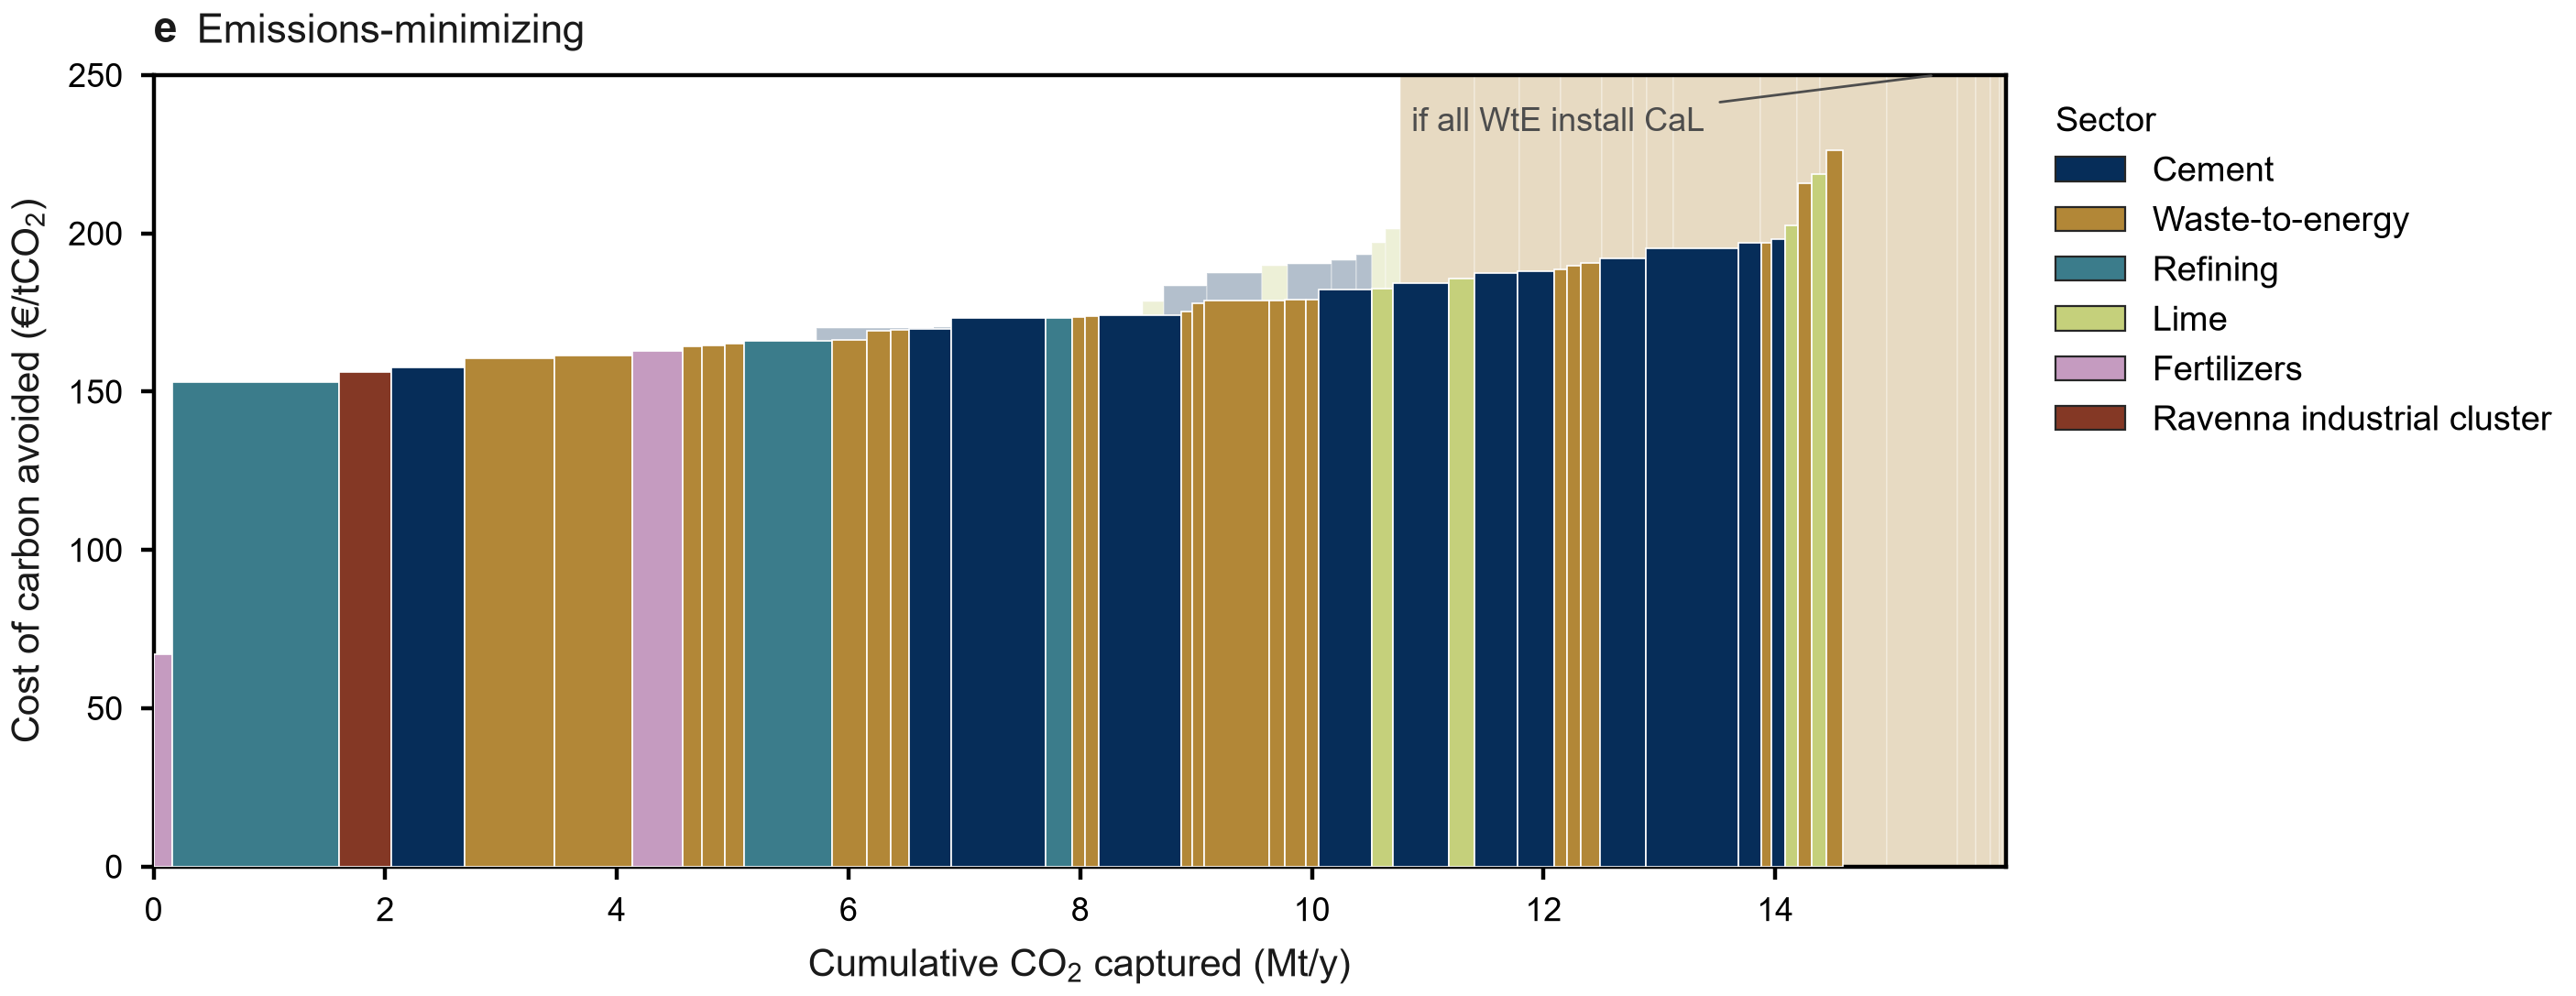 e Emissions-minimizing
250
200
150
100
50
0
Cost of carbon avoided (€/tCO₂)
if all WtE install CaL
0 2 4 6 8 10 12 14
Cumulative CO₂ captured (Mt/y)
Sector
Cement
Waste-to-energy
Refining
Lime
Fertilizers
Ravenna industrial cluster